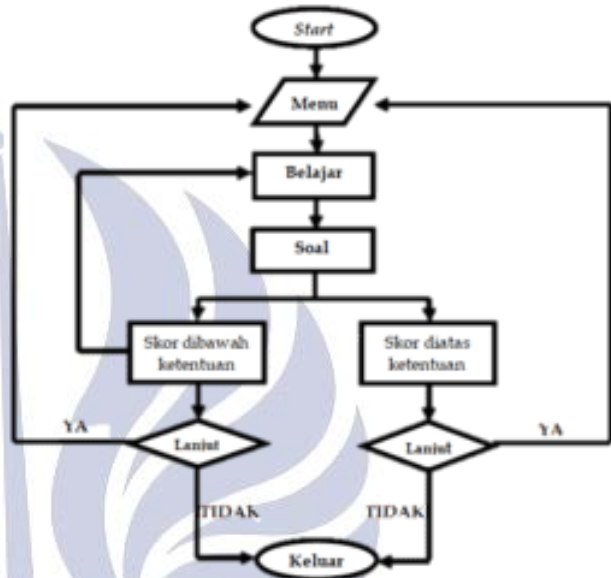 Start
Menu
Belajar
Soal
Skor dibawah
ketentuan
Skor diatas
ketentuan
YA
Lanjut
Lanjut
YA
TIDAK
TIDAK
Keluar